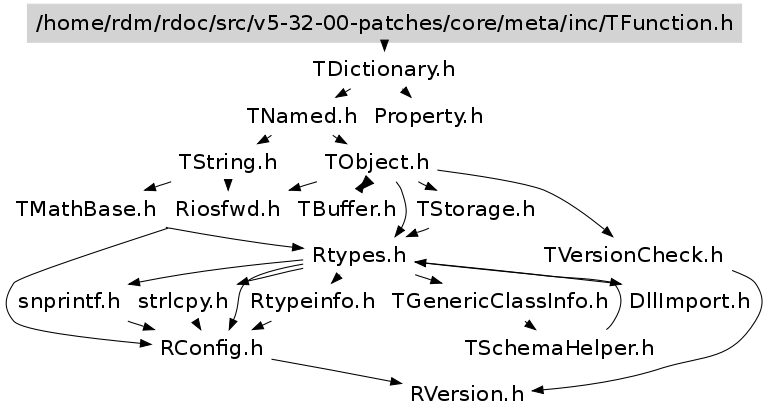 /home/rdm/rdoc/src/v5-32-00-patches/core/meta/inc/TFunction.h
TDictionary.h
TNamed.h Property.h
TString.h TObject.h
TMathBase.h Riosfwd.h TBuffer.h TStorage.h
Rtypes.h TVersionCheck.h
snprintf.h strlcpy.h Rtypeinfo.h TGenericClassInfo.h DllImport.h
RConfig.h TSchemaHelper.h
RVersion.h